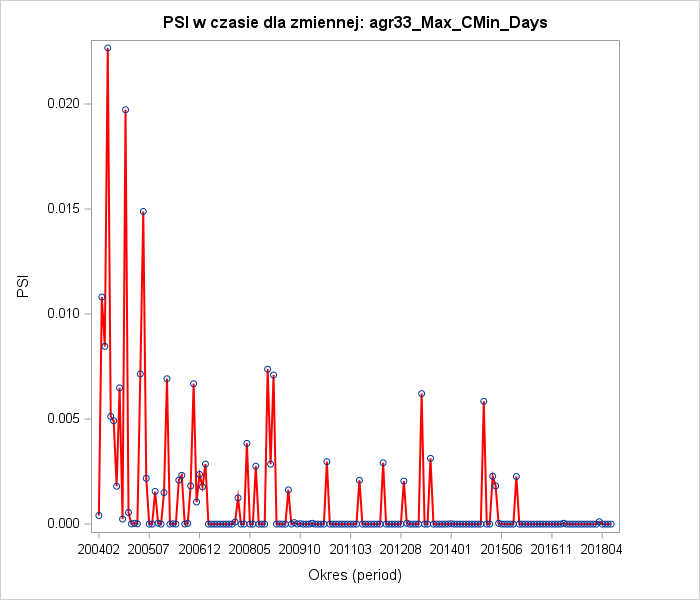 PSI w czasie dla zmiennej: agr33_Max_CMin_Days
0.020
0.015
0.010
0.005
0.000
PSI
200402 200507 200612 200805 200910 201103 201208 201401 201506 201611 201804
Okres (period)